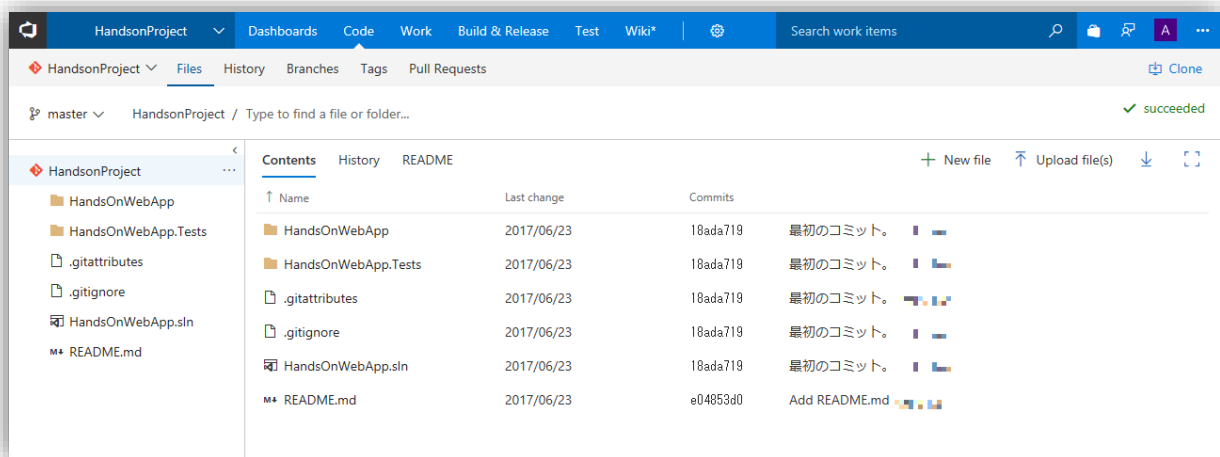 HandsonProject Dashboards Code Work Build & Release Test Wiki* Search work items A
HandsonProject Files History Branches Tags Pull Requests Clone
master HandsonProject / Type to find a file or folder... succeeded
HandsonProject ...
HandsOnWebApp
HandsOnWebApp.Tests
.gitattributes
.gitignore
HandsOnWebApp.sln
M↓ README.md
Contents History README New file Upload file(s)
↑ Name Last change Commits
HandsOnWebApp 2017/06/23 18ada719 最初のコミット。
HandsOnWebApp.Tests 2017/06/23 18ada719 最初のコミット。
.gitattributes 2017/06/23 18ada719 最初のコミット。
.gitignore 2017/06/23 18ada719 最初のコミット。
HandsOnWebApp.sln 2017/06/23 18ada719 最初のコミット。
M↓ README.md 2017/06/23 e04853d0 Add README.md